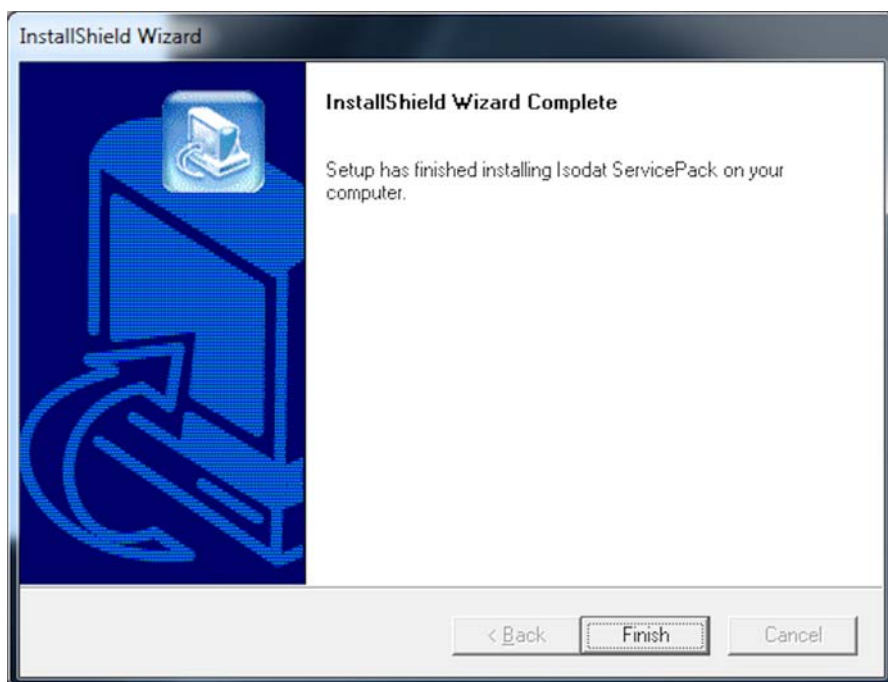 InstallShield Wizard
InstallShield Wizard Complete
Setup has finished installing Isodat ServicePack on your
computer.
< Back
Finish
Cancel